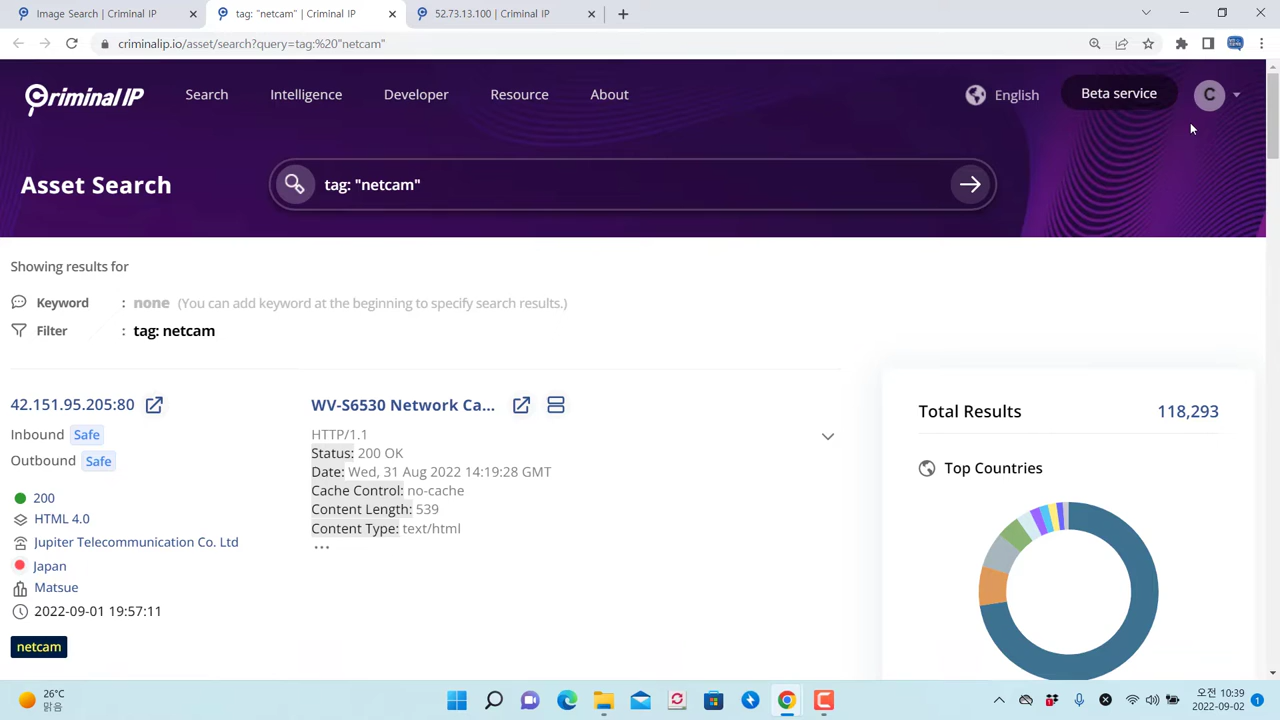 Image Search | Criminal IP
tag: "netcam" | Criminal IP
52.73.13.100 | Criminal IP
criminalip.io/asset/search?query=tag:%20"netcam"
Criminal IP
Search
Intelligence
Developer
Resource
About
English
Beta service
C
Asset Search
tag: "netcam"
Showing results for
Keyword : none (You can add keyword at the beginning to specify search results.)
Filter : tag: netcam
42.151.95.205:80
Inbound Safe
Outbound Safe
200
HTML 4.0
Jupiter Telecommunication Co. Ltd
Japan
Matsue
2022-09-01 19:57:11
netcam
WV-S6530 Network Ca...
HTTP/1.1
Status: 200 OK
Date: Wed, 31 Aug 2022 14:19:28 GMT
Cache Control: no-cache
Content Length: 539
Content Type: text/html
...
Total Results 118,293
Top Countries
26°C
맑음
오전 10:39
2022-09-02
1